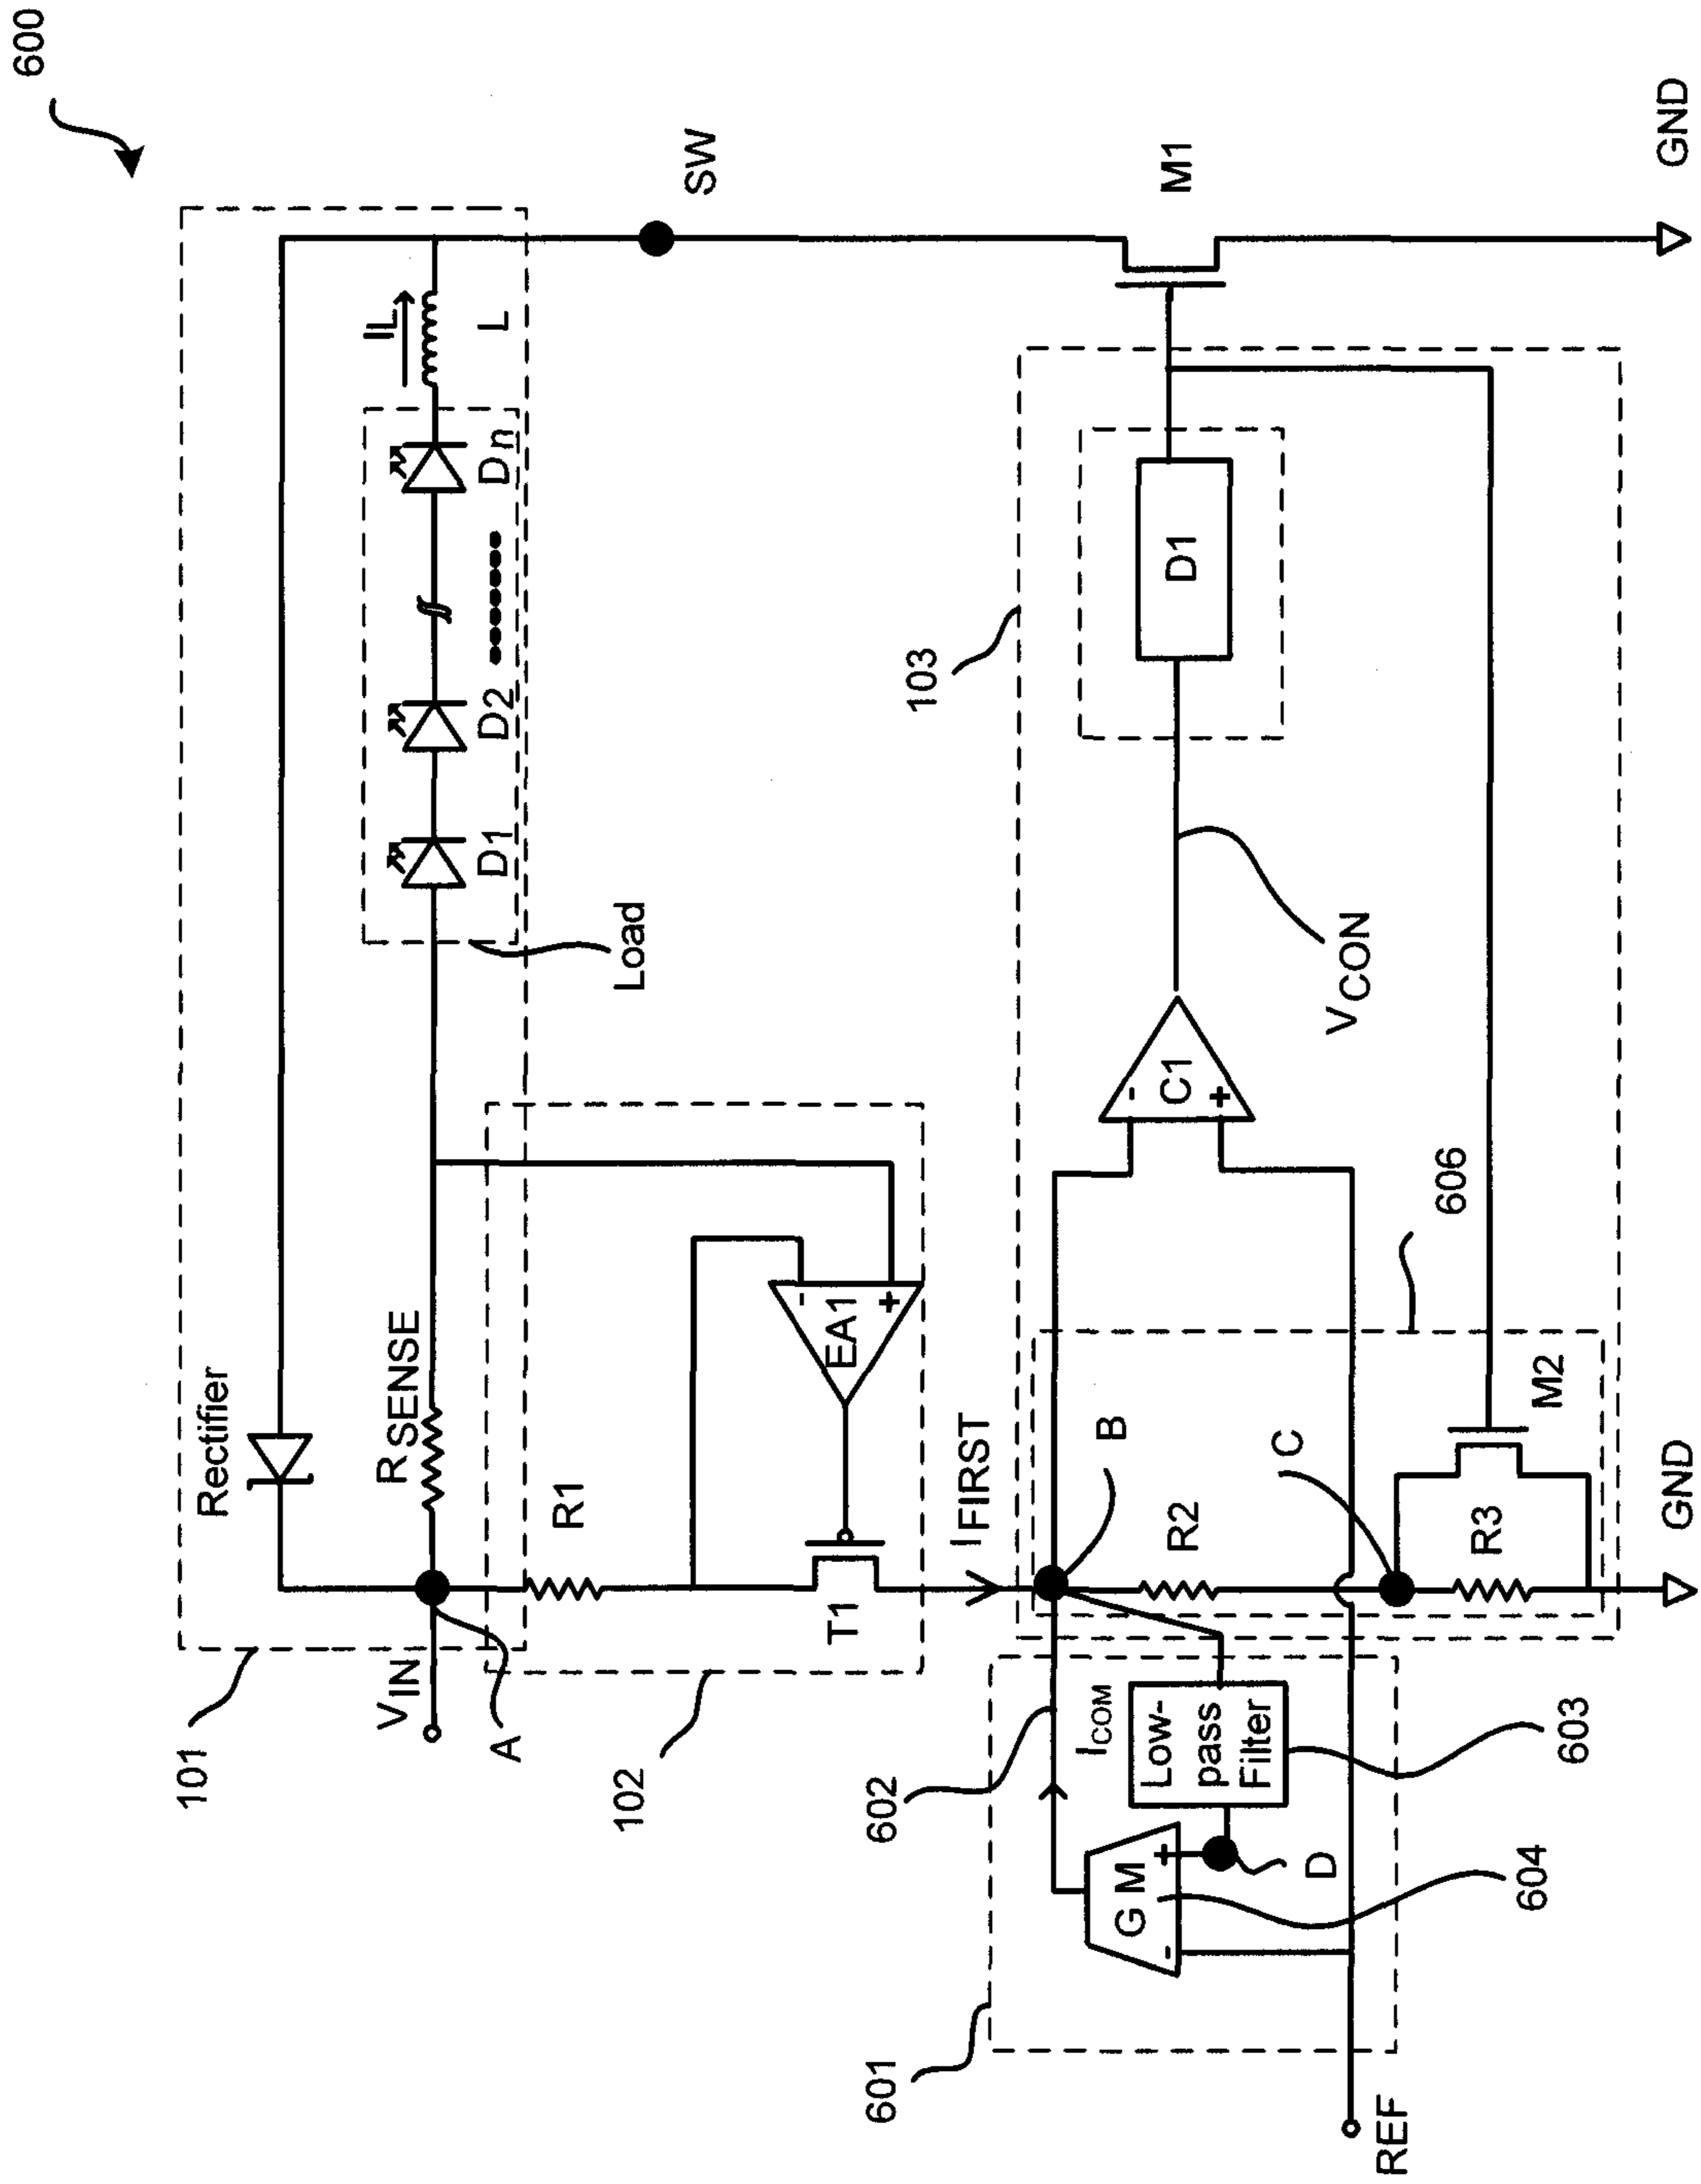 600
101
Rectifier
VIN
A
RSENSE
IL
L
D1
D2
Dn
Load
SW
102
R1
T1
-
EA1
+
IFIRST
M1
GND
103
601
602
ICOM
Low-
pass
Filter
603
G M
-
+
604
D
REF
B
R2
C
R3
M2
606
GND
-
C1
+
VCON
D1